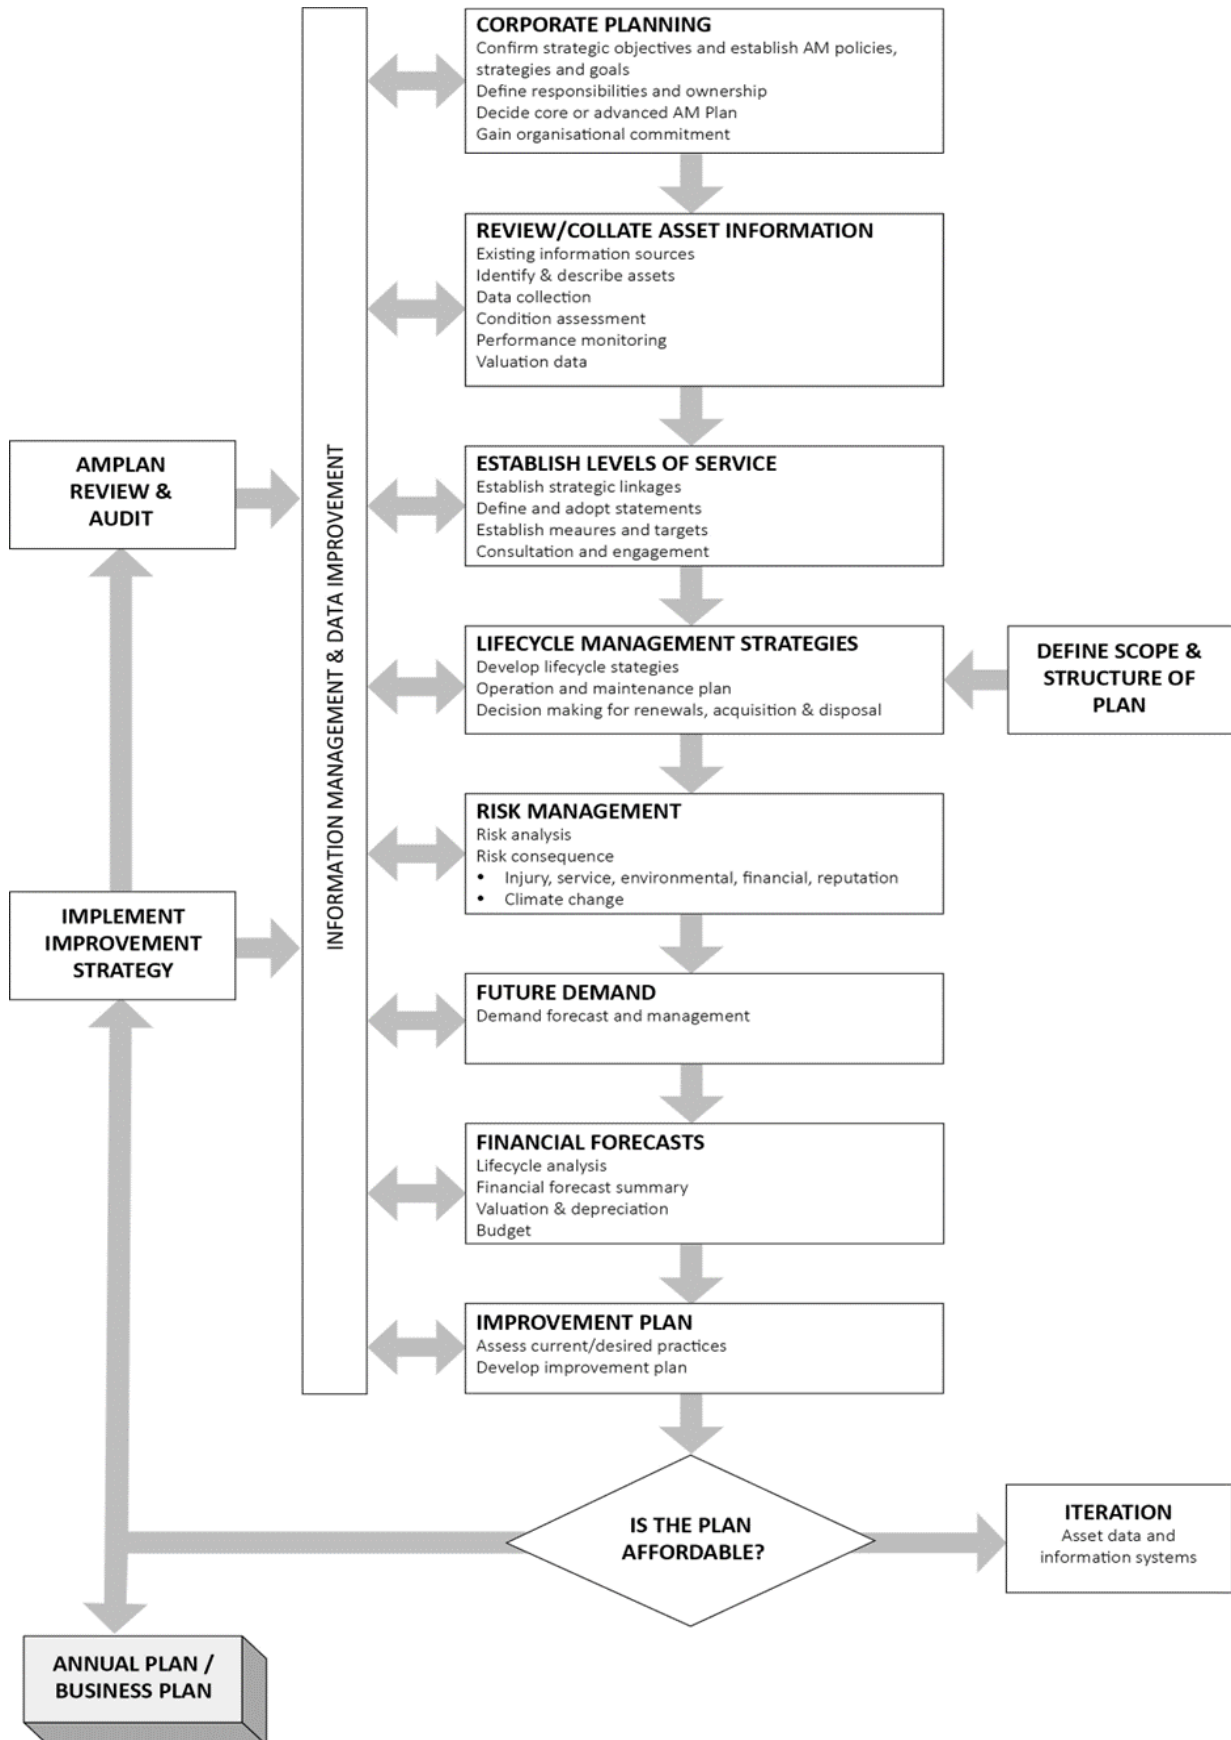 CORPORATE PLANNING
Confirm strategic objectives and establish AM policies,
strategies and goals
Define responsibilities and ownership
Decide core or advanced AM Plan
Gain organisational commitment
REVIEW/COLLATE ASSET INFORMATION
Existing information sources
Identify & describe assets
Data collection
Condition assessment
Performance monitoring
Valuation data
INFORMATION MANAGEMENT & DATA IMPROVEMENT
AMPLAN
REVIEW &
AUDIT
ESTABLISH LEVELS OF SERVICE
Establish strategic linkages
Define and adopt statements
Establish meaures and targets
Consultation and engagement
LIFECYCLE MANAGEMENT STRATEGIES
Develop lifecycle stategies
Operation and maintenance plan
Decision making for renewals, acquisition & disposal
DEFINE SCOPE &
STRUCTURE OF
PLAN
RISK MANAGEMENT
Risk analysis
Risk consequence
• Injury, service, environmental, financial, reputation
• Climate change
IMPLEMENT
IMPROVEMENT
STRATEGY
FUTURE DEMAND
Demand forecast and management
FINANCIAL FORECASTS
Lifecycle analysis
Financial forecast summary
Valuation & depreciation
Budget
IMPROVEMENT PLAN
Assess current/desired practices
Develop improvement plan
IS THE PLAN
AFFORDABLE?
ITERATION
Asset data and
information systems
ANNUAL PLAN /
BUSINESS PLAN